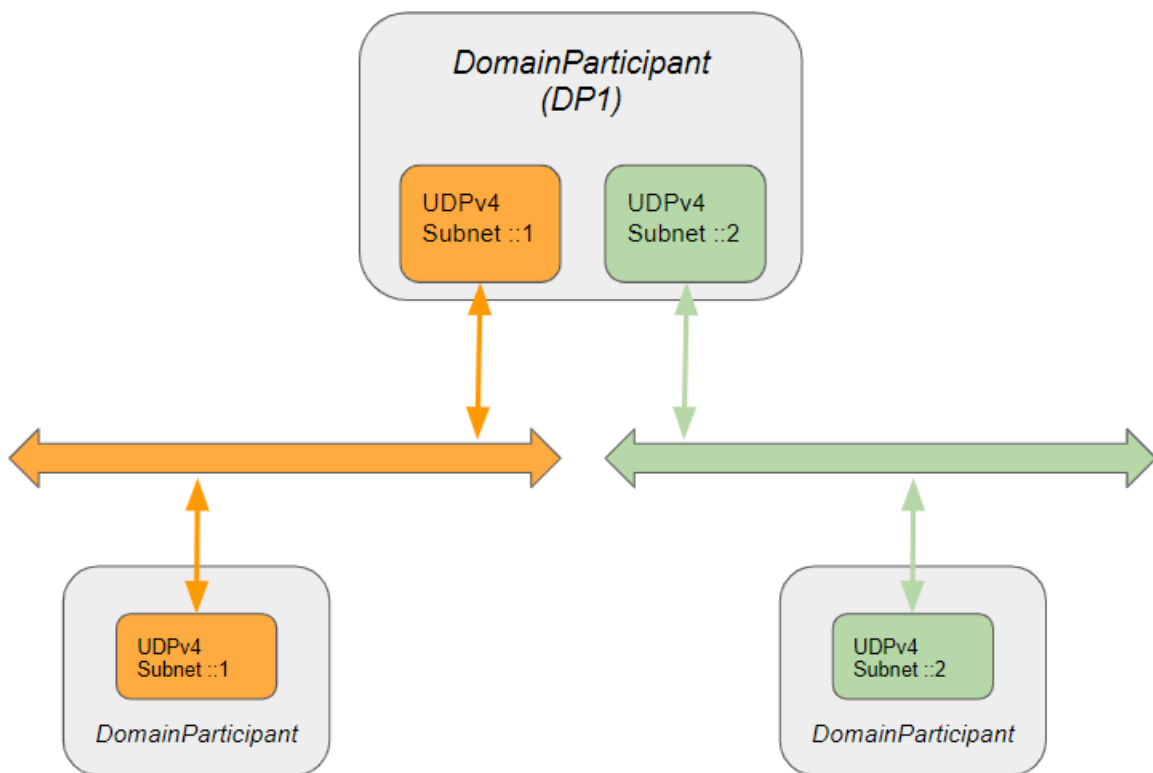 DomainParticipant
(DP1)
UDPv4
Subnet ::1
UDPv4
Subnet ::2
UDPv4
Subnet ::1
DomainParticipant
UDPv4
Subnet ::2
DomainParticipant